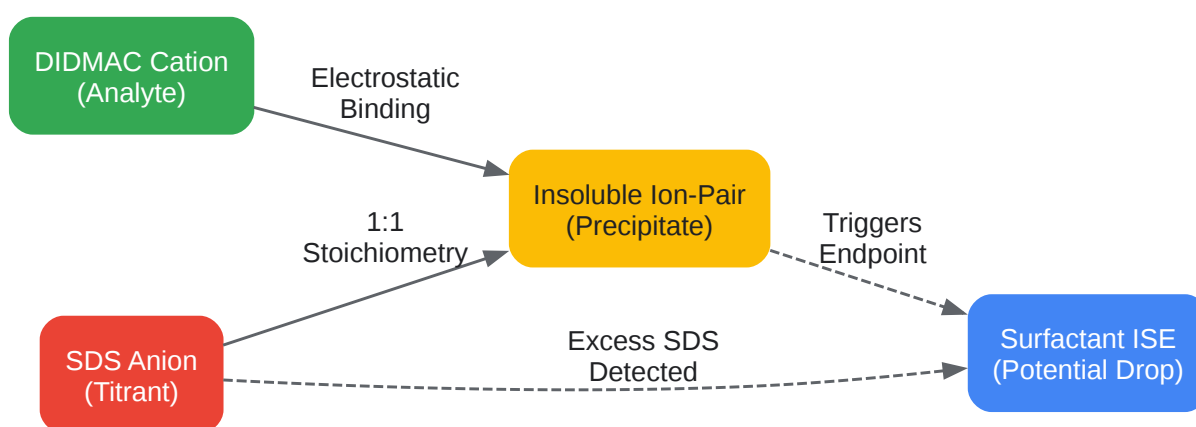 DIDMAC Cation
(Analyte)
Electrostatic
Binding
Insoluble Ion-Pair
(Precipitate)
1:1
Stoichiometry
Triggers
Endpoint
SDS Anion
(Titrant)
Excess SDS
Detected
Surfactant ISE
(Potential Drop)